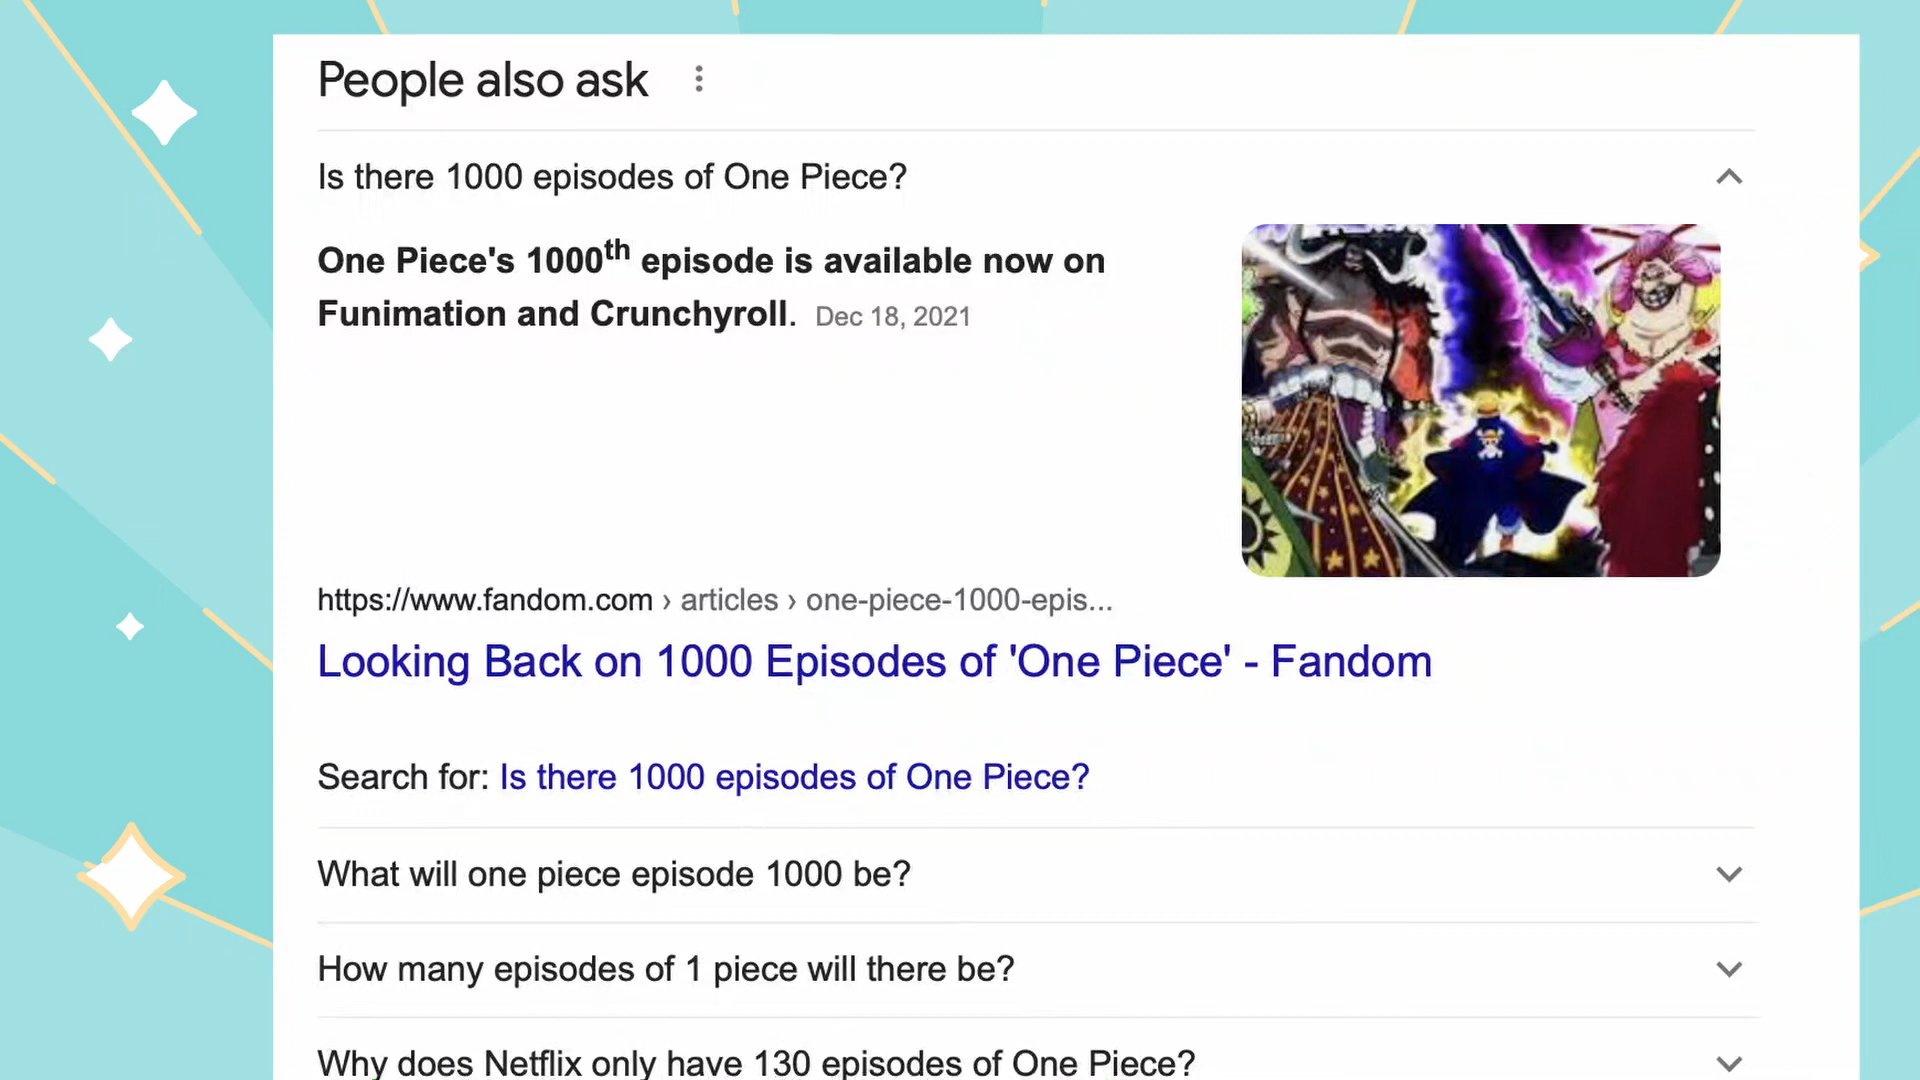 People also ask
Is there 1000 episodes of One Piece?
One Piece's 1000th episode is available now on
Funimation and Crunchyroll. Dec 18, 2021
https://www.fandom.com › articles › one-piece-1000-epis...
Looking Back on 1000 Episodes of 'One Piece' - Fandom
Search for: Is there 1000 episodes of One Piece?
What will one piece episode 1000 be?
How many episodes of 1 piece will there be?
Why does Netflix only have 130 episodes of One Piece?